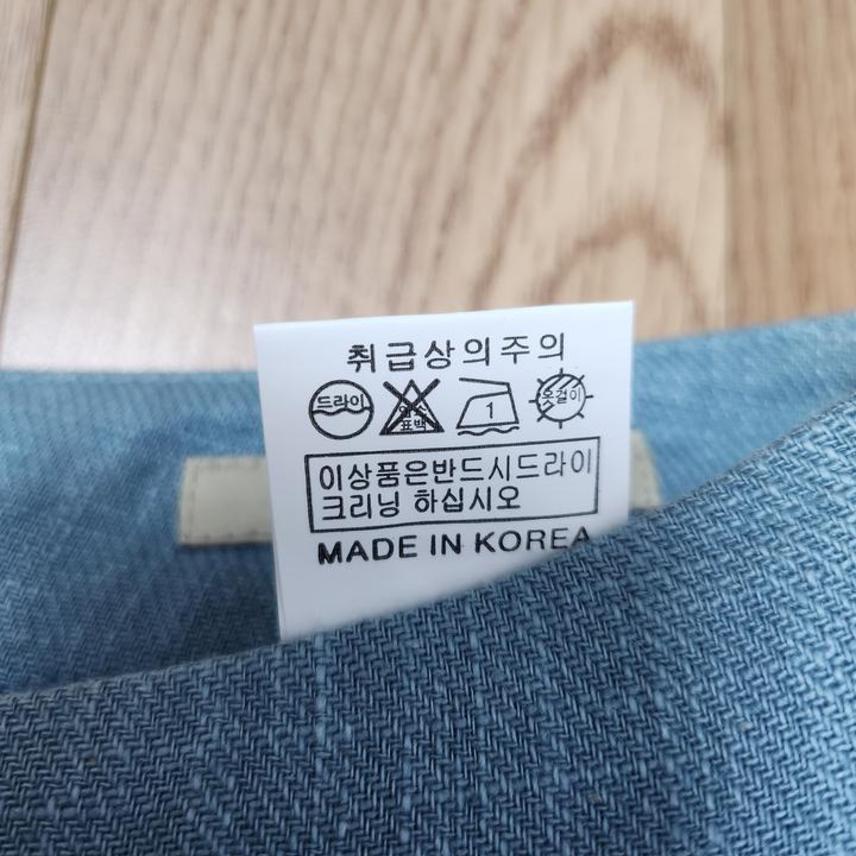 취급상의주의
드라이 염소 표백 1 옷걸이
이상품은반드시드라이
크리닝 하십시오
MADE IN KOREA